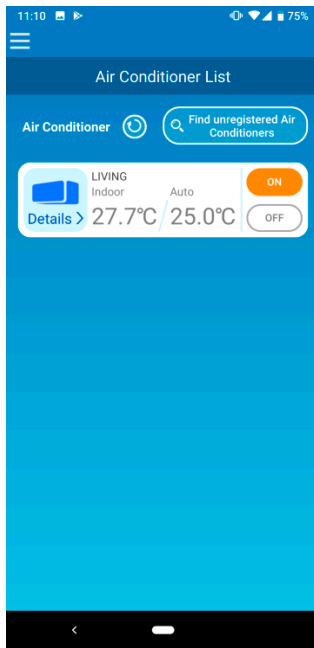 11:10
75%
Air Conditioner List
Air Conditioner
Find unregistered Air
Conditioners
LIVING
Indoor
Auto
ON
Details
27.7℃
25.0℃
OFF